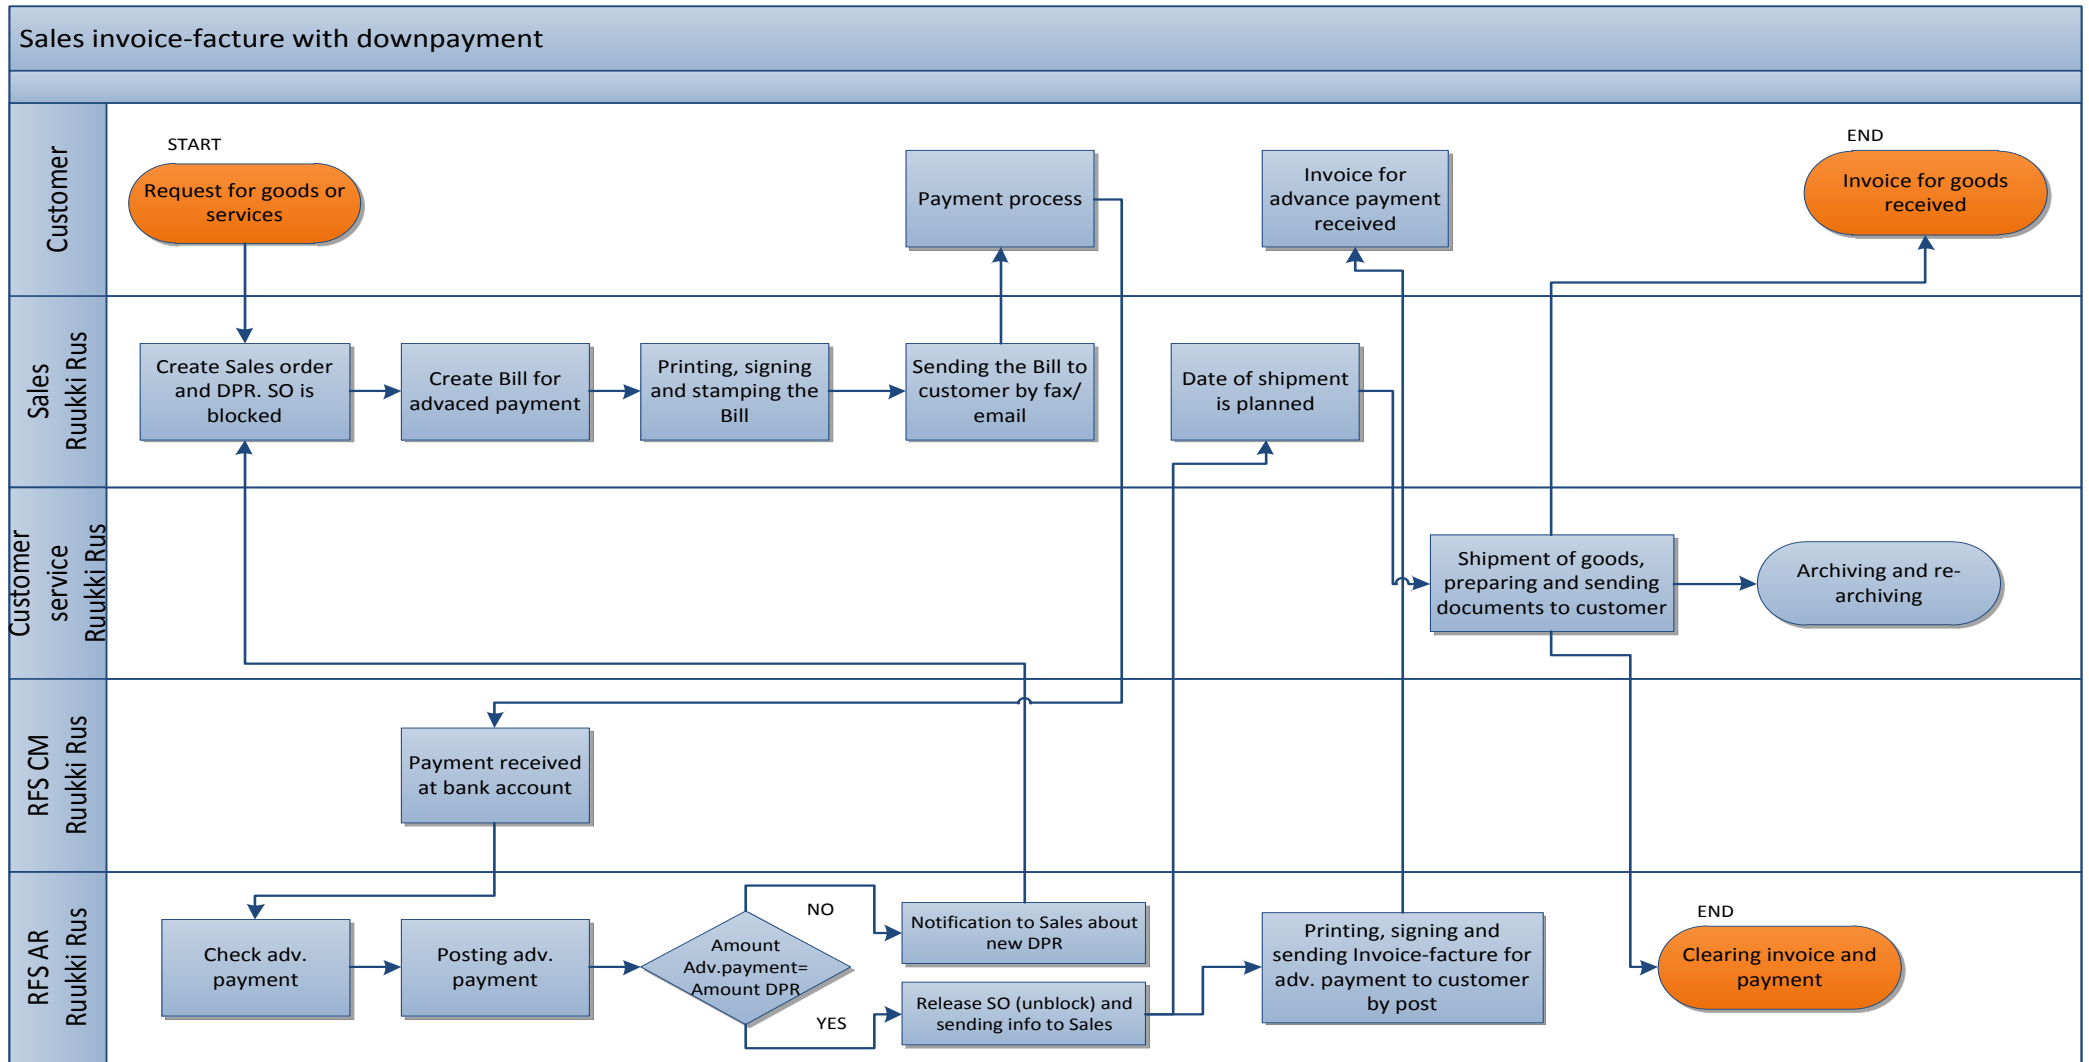 Sales invoice-facture with downpayment
Customer
START
Request for goods or
services
Payment process
Invoice for
advance payment
received
END
Invoice for goods
received
Sales
Ruukki Rus
Create Sales order
and DPR. SO is
blocked
Create Bill for
advaced payment
Printing, signing
and stamping the
Bill
Sending the Bill to
customer by fax/
email
Date of shipment
is planned
Customer
service
Ruukki Rus
Shipment of goods,
preparing and sending
documents to customer
Archiving and re-
archiving
RFS CM
Ruukki Rus
Payment received
at bank account
RFS AR
Ruukki Rus
Check adv.
payment
Posting adv.
payment
Amount
Adv.payment=
Amount DPR
NO
Notification to Sales about
new DPR
YES
Release SO (unblock) and
sending info to Sales
Printing, signing and
sending Invoice-facture for
adv. payment to customer
by post
END
Clearing invoice and
payment